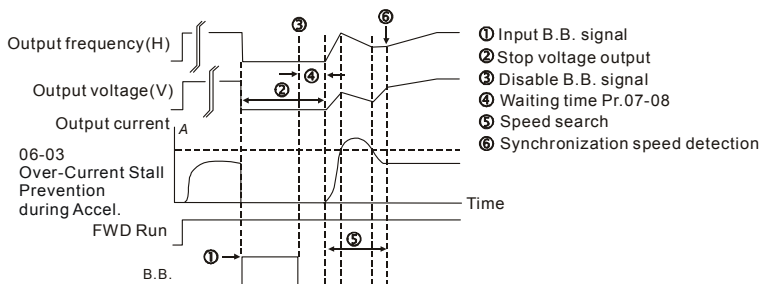 ⑥
Output frequency(H)
③
④
Output voltage(V)
②
Output current
A
06-03
Over-Current Stall
Prevention
during Accel.
Time
FWD Run
⑤
①
B.B.
① Input B.B. signal
② Stop voltage output
③ Disable B.B. signal
④ Waiting time Pr.07-08
⑤ Speed search
⑥ Synchronization speed detection